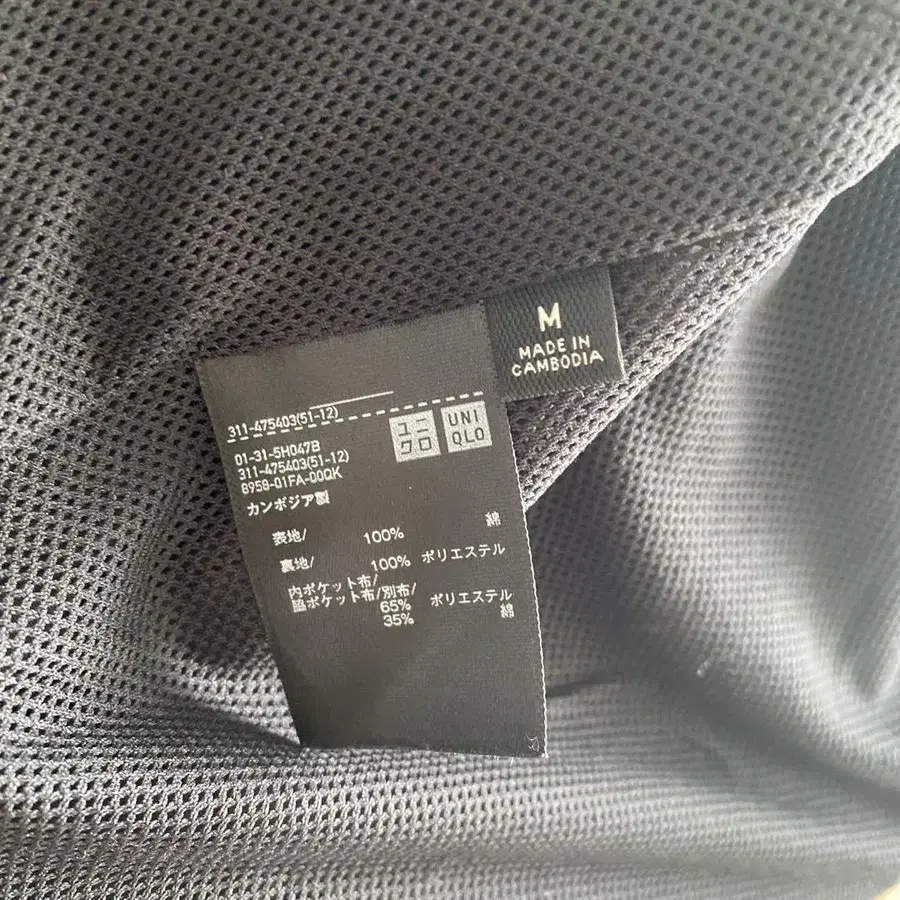 M
MADE IN
CAMBODIA
311-475403(51-12)
ユニ
クロ
UNI
QLO
01-31-5H047B
311-475403(51-12)
8958-01FA-00QK
カンボジア製
表地/ 100% 綿
裏地/ 100% ポリエステル
内ポケット布/
脇ポケット布/別布/
65% ポリエステル
35% 綿